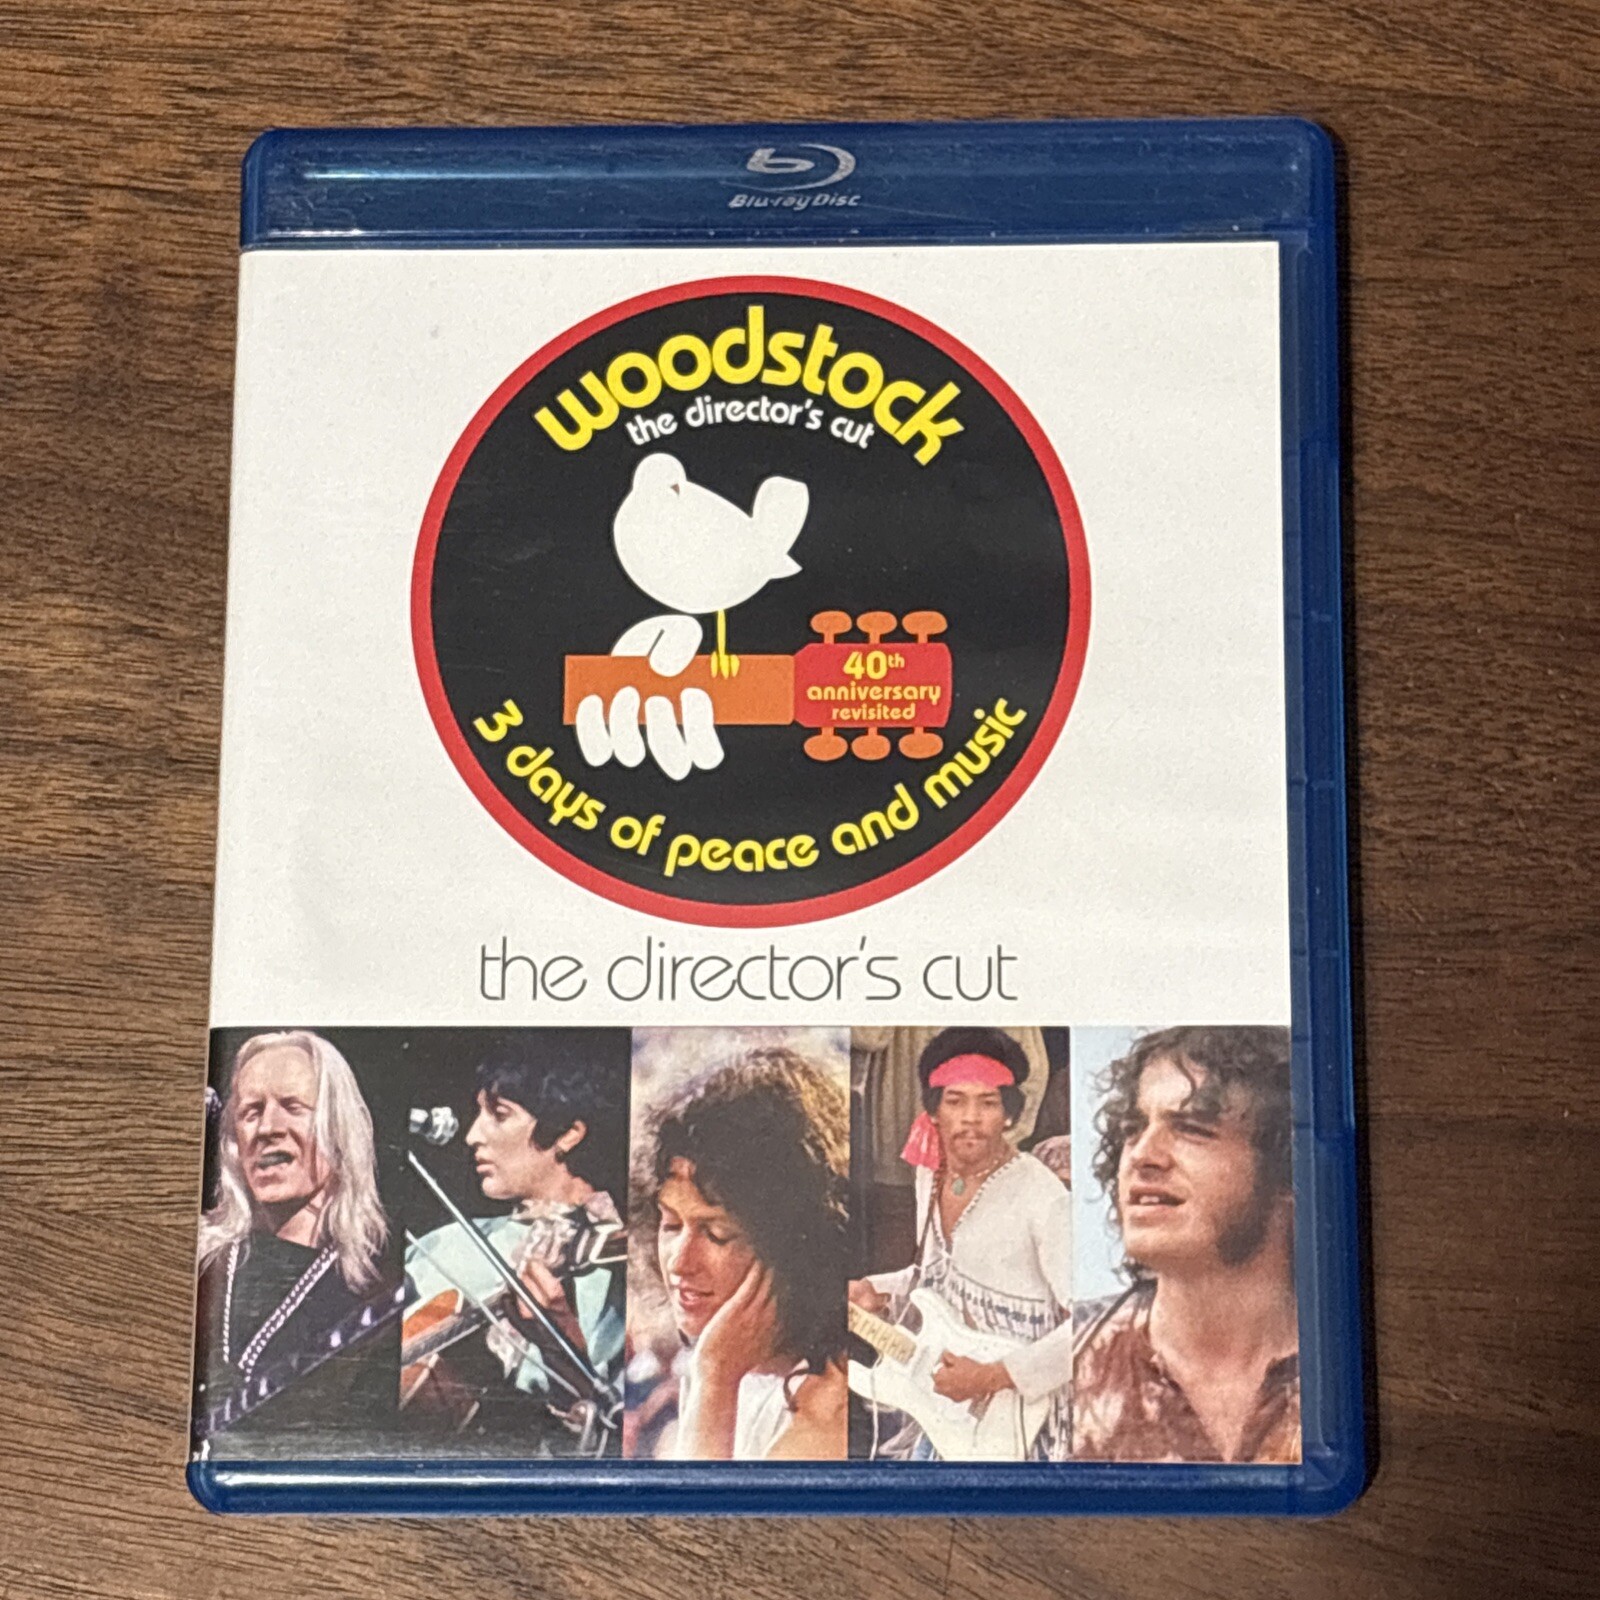 Blu-ray Disc
woodstock
the director's cut
40th
anniversary
revisited
3 days of peace and music
the director's cut